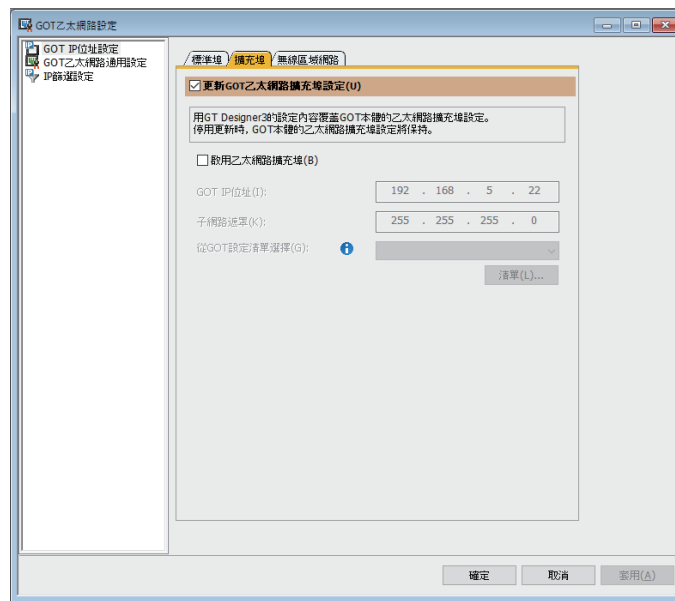 GOT乙太網路設定
GOT IP位址設定
GOT乙太網路通用設定
IP篩選設定
標準埠 擴充埠 無線區域網路
更新GOT乙太網路擴充埠設定(U)
用GT Designer3的設定內容覆蓋GOT本體的乙太網路擴充埠設定。
停用更新時, GOT本體的乙太網路擴充埠設定將保持。
啟用乙太網路擴充埠(B)
GOT IP位址(I): 192 . 168 . 5 . 22
子網路遮罩(K): 255 . 255 . 255 . 0
從GOT設定清單選擇(G):
清單(L)...
確定 取消 套用(A)